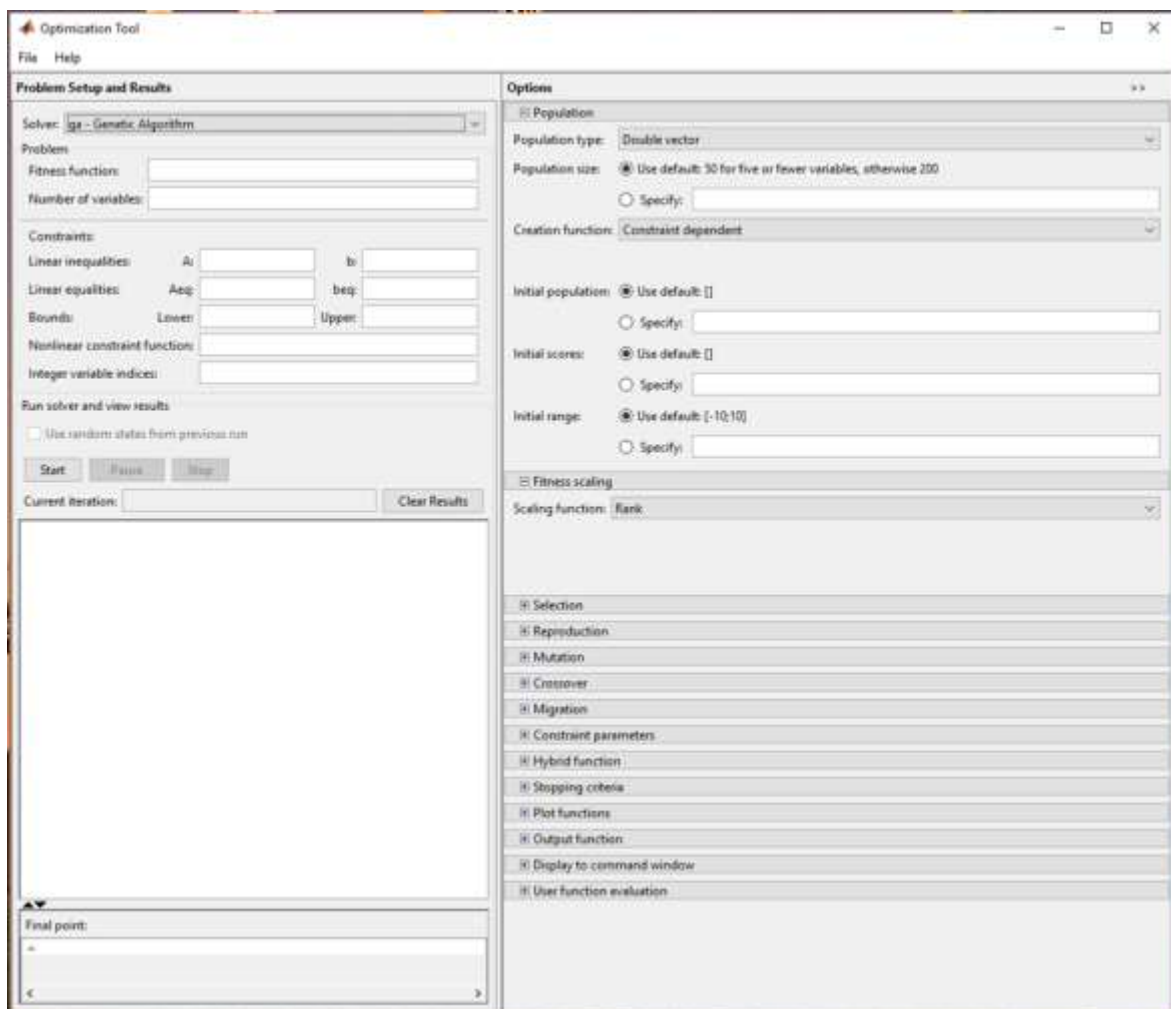 Optimization Tool
File Help
Problem Setup and Results
Solver: ga - Genetic Algorithm
Problem
Fitness function:
Number of variables:
Constraints:
Linear inequalities: A: b:
Linear equalities: Aeq: beq:
Bounds: Lower: Upper:
Nonlinear constraint function:
Integer variable indices:
Run solver and view results
Use random states from previous run
Start Pause Stop
Current iteration: Clear Results
Final point:
Options >>
Population
Population type: Double vector
Population size: Use default: 50 for five or fewer variables, otherwise 200
Specify:
Creation function: Constraint dependent
Initial population: Use default: []
Specify:
Initial scores: Use default: []
Specify:
Initial range: Use default: [-10;10]
Specify:
Fitness scaling
Scaling function: Rank
Selection
Reproduction
Mutation
Crossover
Migration
Constraint parameters
Hybrid function
Stopping criteria
Plot functions
Output function
Display to command window
User function evaluation